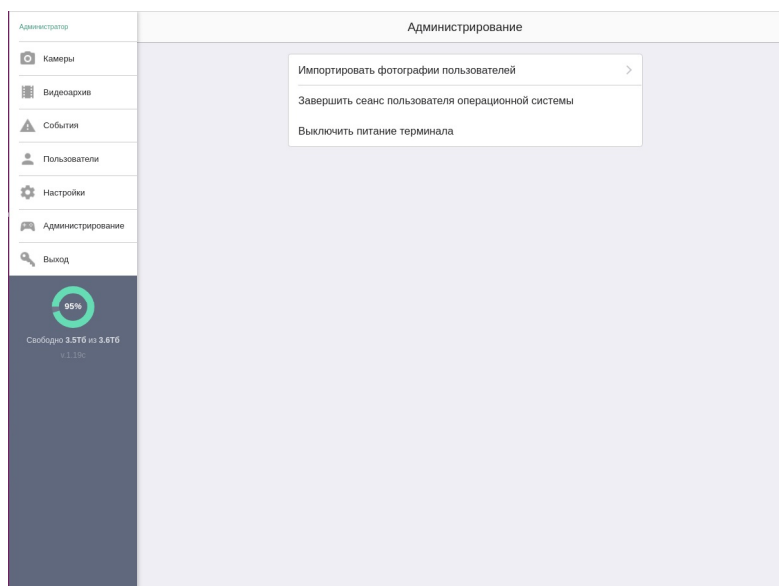 Администратор
Администрирование
Камеры
Видеоархив
События
Пользователи
Настройки
Администрирование
Выход
95%
Свободно 3.5Тб из 3.6Тб
v.1.19c
Импортировать фотографии пользователей
Завершить сеанс пользователя операционной системы
Выключить питание терминала